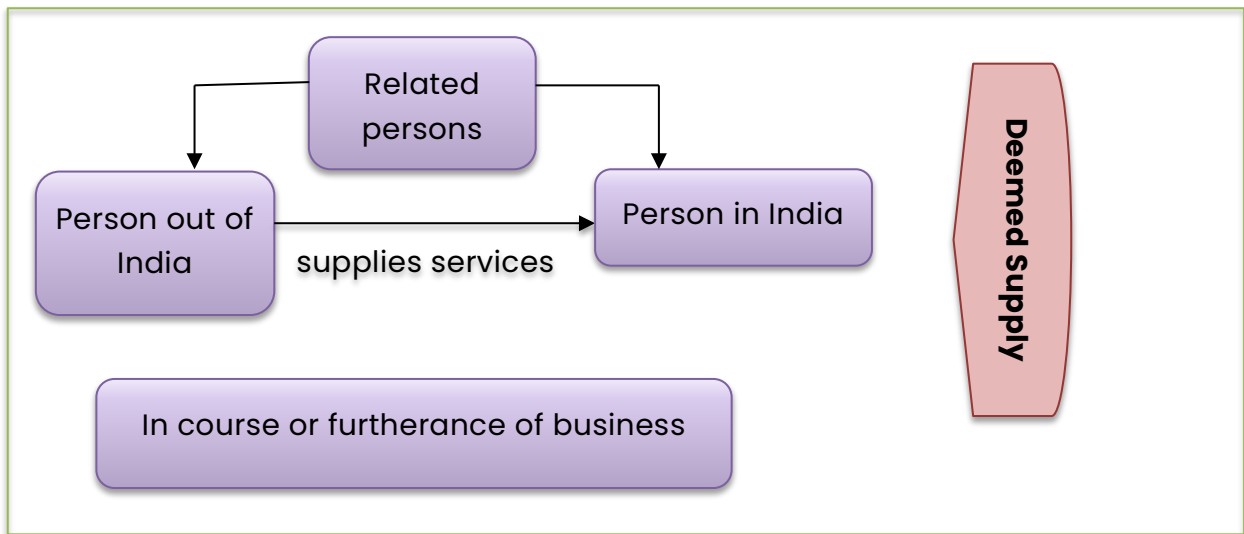 Related
persons
Person out of
India
Person in India
supplies services
In course or furtherance of business
Deemed Supply